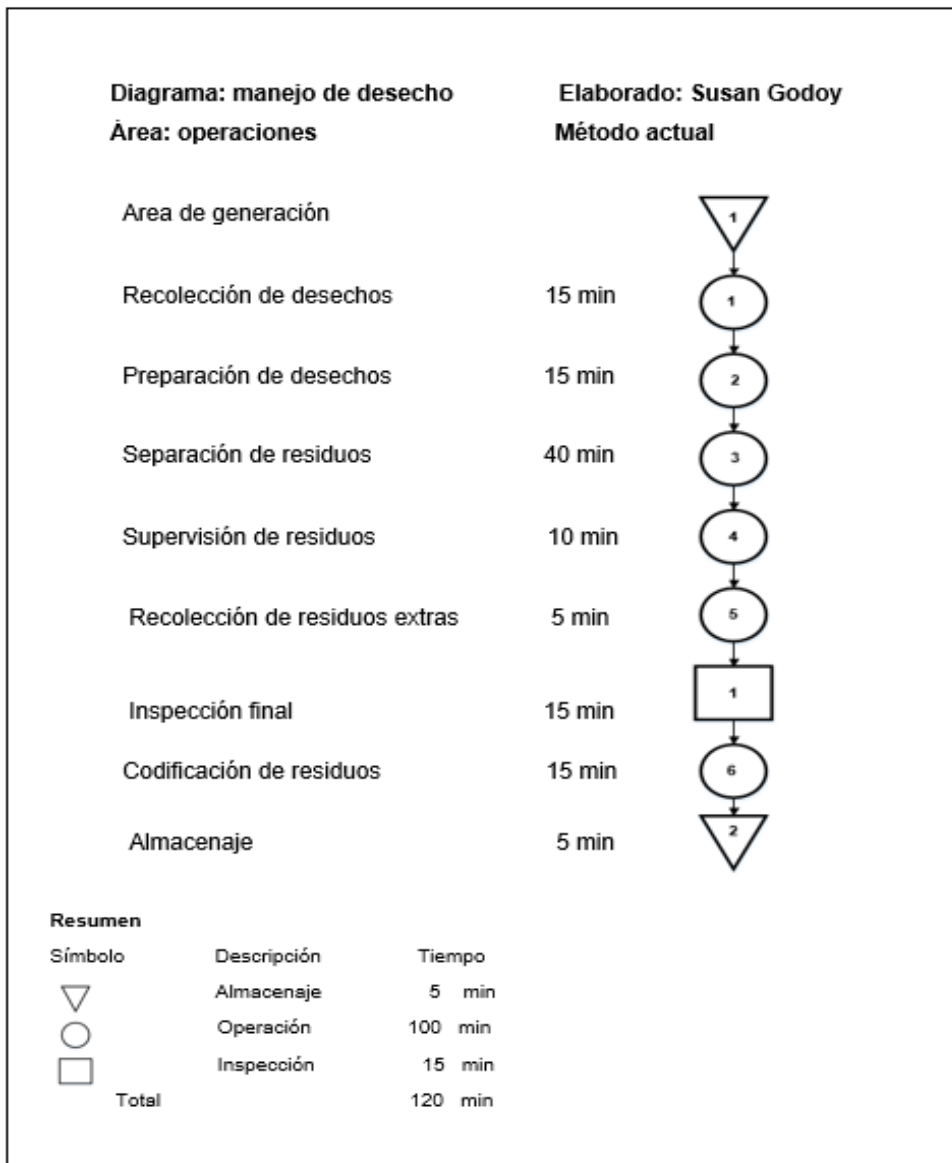 Diagrama: manejo de desecho Elaborado: Susan Godoy
Área: operaciones Método actual
Area de generación 1
Recolección de desechos 15 min 1
Preparación de desechos 15 min 2
Separación de residuos 40 min 3
Supervisión de residuos 10 min 4
Recolección de residuos extras 5 min 5
Inspección final 15 min 1
Codificación de residuos 15 min 6
Almacenaje 5 min 2
Resumen
Símbolo Descripción Tiempo
Almacenaje 5 min
Operación 100 min
Inspección 15 min
Total 120 min